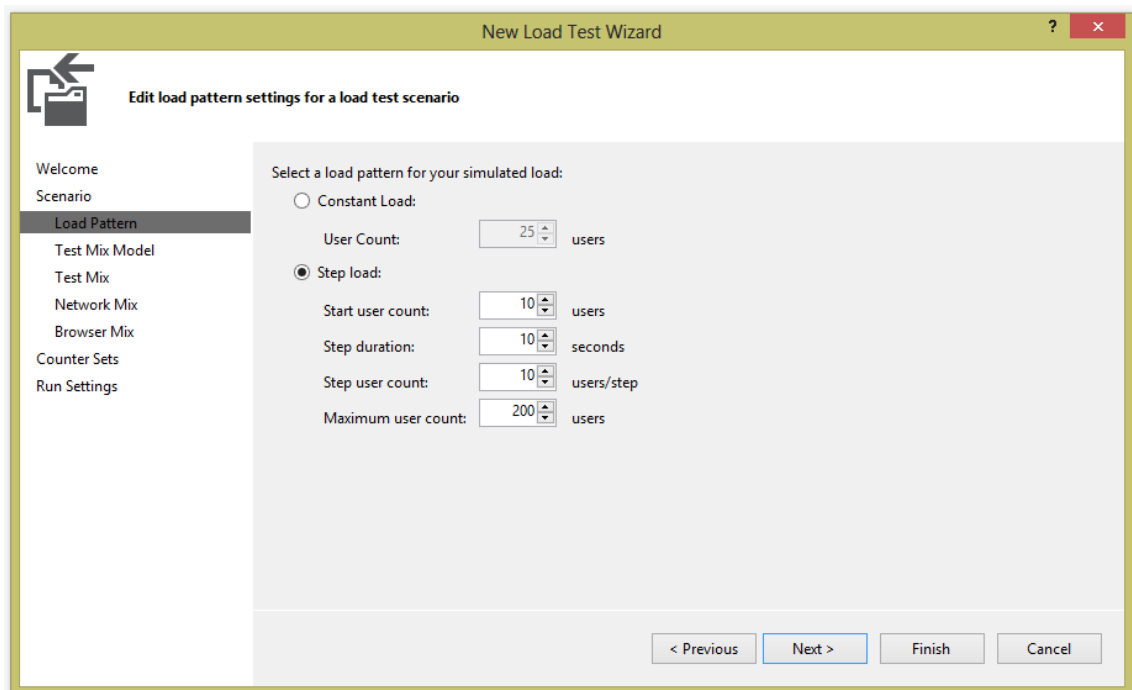 New Load Test Wizard
?
Edit load pattern settings for a load test scenario
Welcome
Scenario
Load Pattern
Test Mix Model
Test Mix
Network Mix
Browser Mix
Counter Sets
Run Settings
Select a load pattern for your simulated load:
Constant Load:
User Count: 25 users
Step load:
Start user count: 10 users
Step duration: 10 seconds
Step user count: 10 users/step
Maximum user count: 200 users
< Previous Next > Finish Cancel